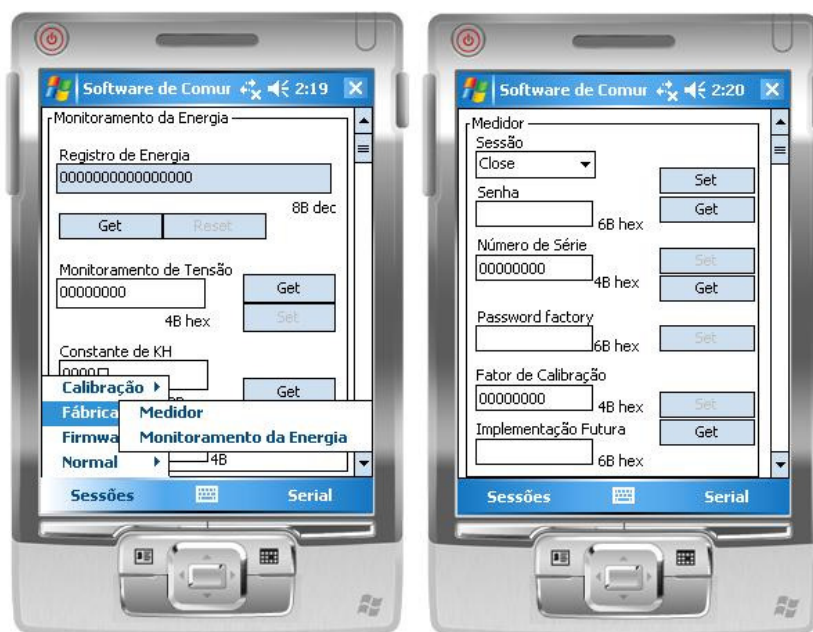 Software de Comur 2:19
Monitoramento da Energia
Registro de Energia
0000000000000000
8B dec
Get Reset
Monitoramento de Tensão
00000000
Get
4B hex
Set
Constante de KH
0000
Get
Calibração
Fábrica
Medidor
Firmwa
Monitoramento da Energia
Normal
4B
Sessões Serial
Software de Comur 2:20
Medidor
Sessão
Close
Set
Senha
Get
6B hex
Número de Série
Set
00000000
4B hex
Get
Password factory
Set
6B hex
Fator de Calibração
00000000
Set
4B hex
Implementação Futura
Get
6B hex
Sessões Serial